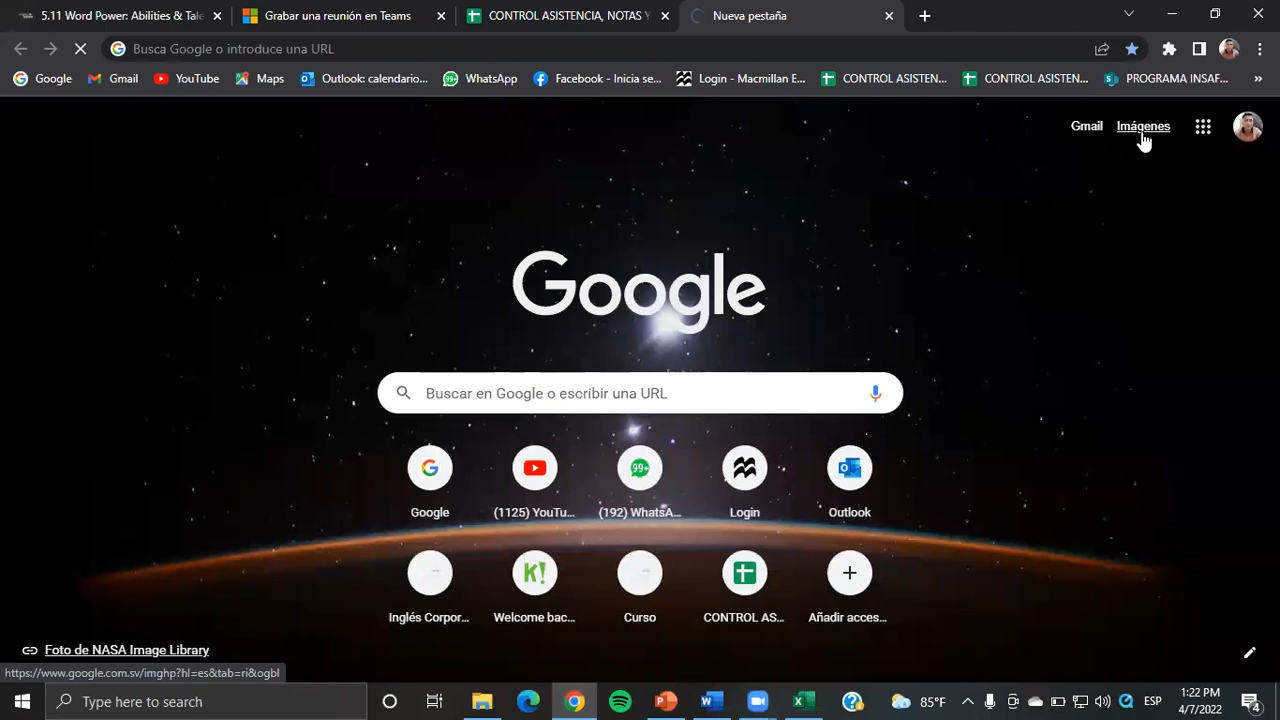 5.11 Word Power: Abilities & Tale
Grabar una reunión en Teams
CONTROL ASISTENCIA, NOTAS Y
Nueva pestaña
Busca Google o introduce una URL
Google
Gmail
YouTube
Maps
Outlook: calendario...
WhatsApp
Facebook - Inicia se...
Login - Macmillan E...
CONTROL ASISTEN...
CONTROL ASISTEN...
PROGRAMA INSAF...
Gmail
Imágenes
Google
Buscar en Google o escribir una URL
Google
(1125) YouTu...
(192) WhatsA...
Login
Outlook
Inglés Corpor...
Welcome bac...
Curso
CONTROL AS...
Añadir acces...
Foto de NASA Image Library
https://www.google.com.sv/imghp?hl=es&tab=ri&ogbl
Type here to search
85°F
ESP
1:22 PM
4/7/2022
4